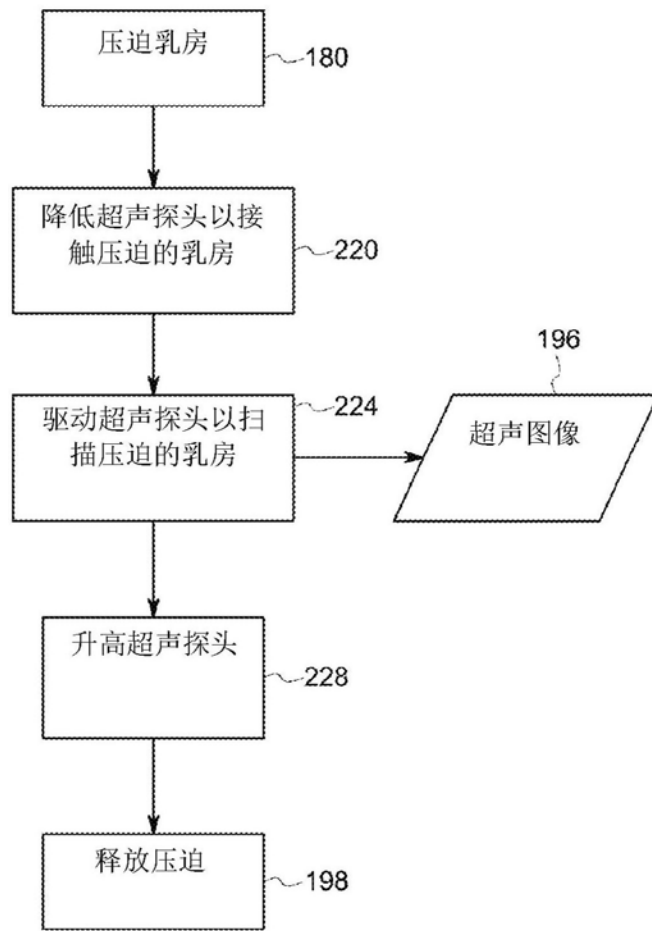 压迫乳房
180
降低超声探头以接
触压迫的乳房
220
驱动超声探头以扫
描压迫的乳房
224
196
超声图像
升高超声探头
228
释放压迫
198